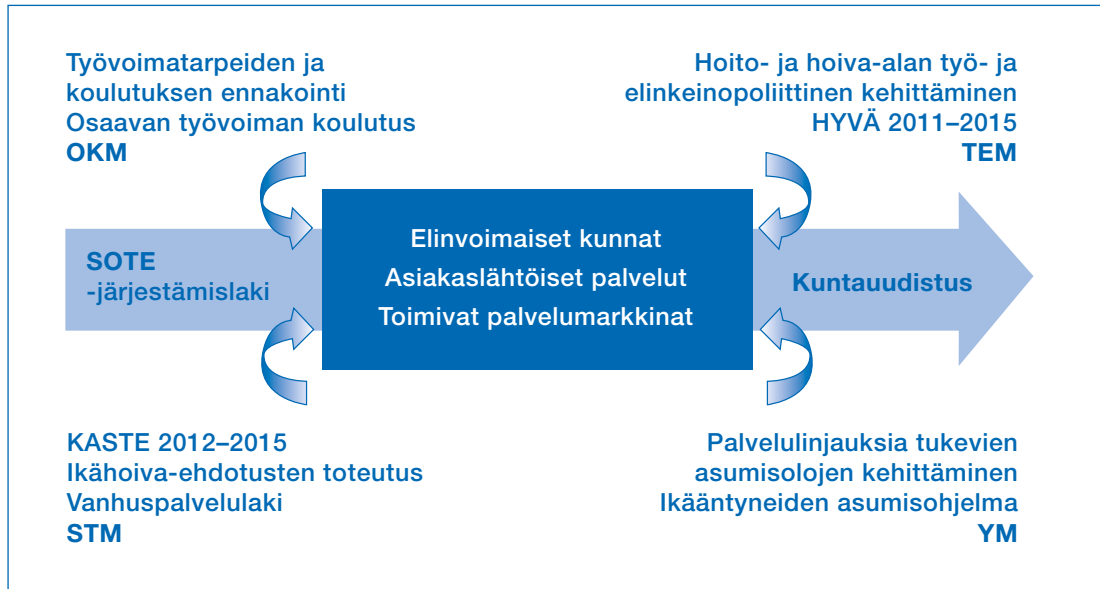 Työvoimatarpeiden ja
koulutuksen ennakointi
Osaavan työvoiman koulutus
OKM
Hoito- ja hoiva-alan työ- ja
elinkeinopoliittinen kehittäminen
HYVÄ 2011–2015
TEM
SOTE
-järjestämislaki
Elinvoimaiset kunnat
Asiakaslähtöiset palvelut
Toimivat palvelumarkkinat
Kuntauudistus
KASTE 2012–2015
Ikähoiva-ehdotusten toteutus
Vanhuspalvelulaki
STM
Palvelulinjauksia tukevien
asumisolojen kehittäminen
Ikääntyneiden asumisohjelma
YM